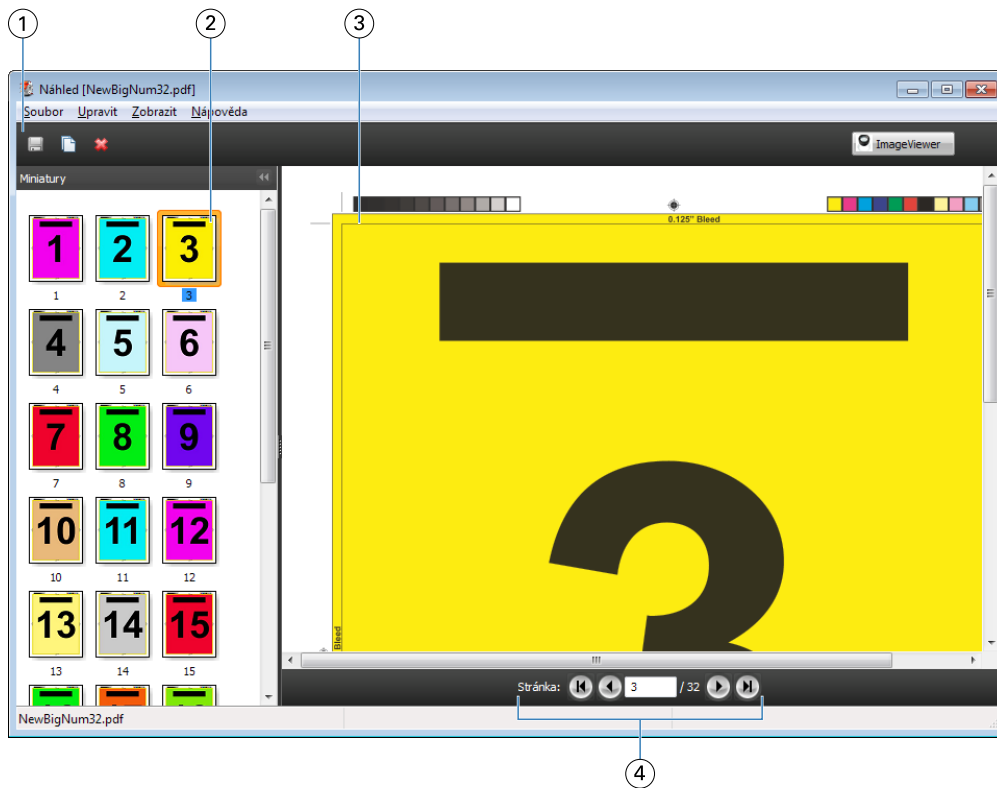 1 2 3
Náhled [NewBigNum32.pdf]
Soubor Upravit Zobrazit Nápověda
ImageViewer
Miniatury
0.125" Bleed
1 2 3
1 2 3
4 5 6
4 5 6
7 8 9
7 8 9
10 11 12
10 11 12
13 14 15
13 14 15
3
Bleed
Stránka: 3 / 32
NewBigNum32.pdf
4